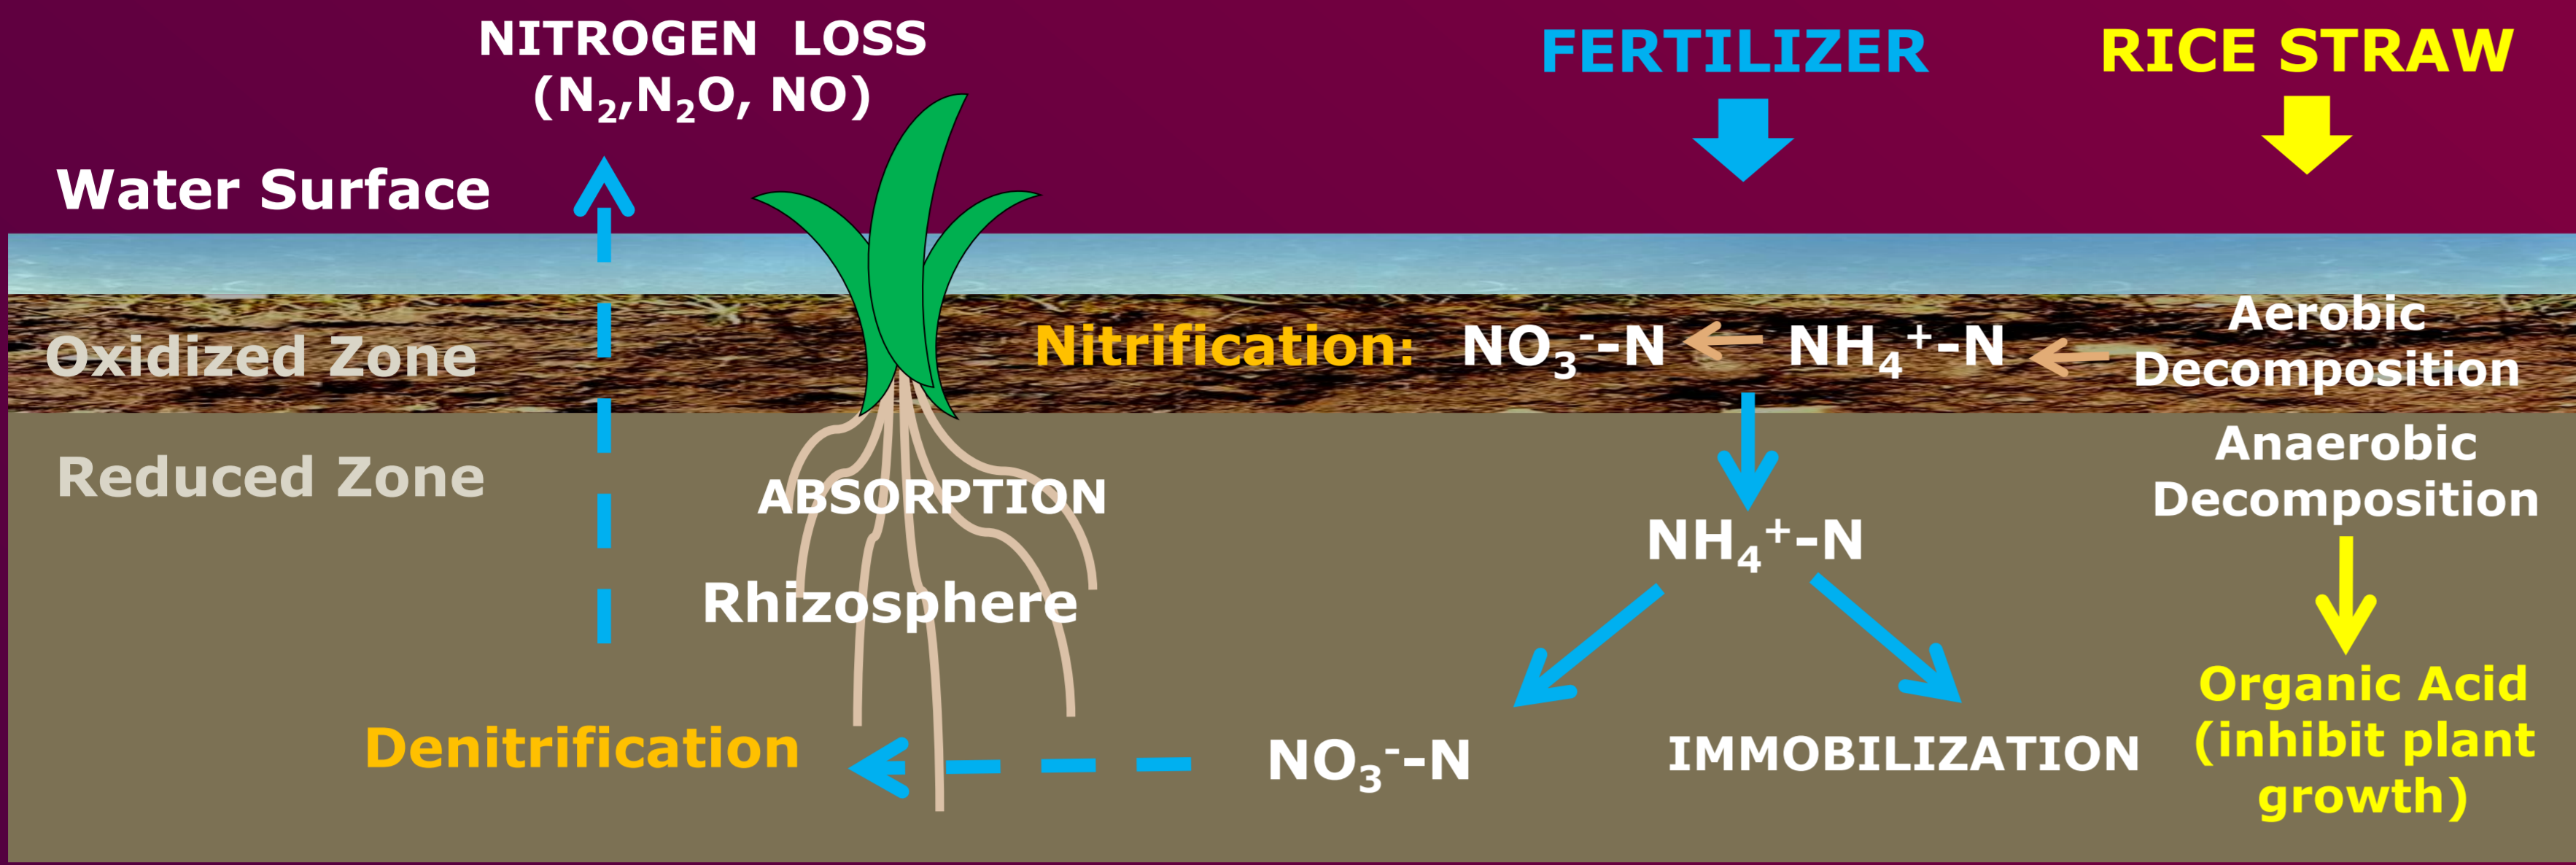 NITROGEN LOSS
(N₂,N₂O, NO)
FERTILIZER
RICE STRAW
Water Surface
Oxidized Zone
Nitrification: NO₃⁻-N NH₄⁺-N
Aerobic
Decomposition
Reduced Zone
ABSORPTION
Rhizosphere
NH₄⁺-N
Anaerobic
Decomposition
Denitrification
NO₃⁻-N
IMMOBILIZATION
Organic Acid
(inhibit plant
growth)